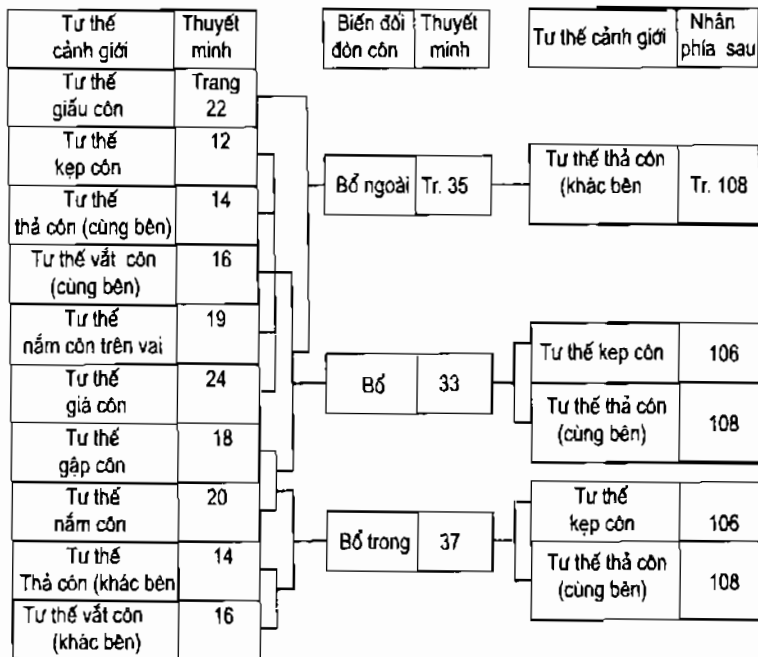 Tư thế
cảnh giới
Thuyết
minh
Tư thế
giấu côn
Trang
22
Tư thế
kẹp côn
12
Tư thế
thả côn (cùng bên)
14
Tư thế vắt côn
(cùng bên)
16
Tư thế
nắm côn trên vai
19
Tư thế
giá côn
24
Tư thế
gập côn
18
Tư thế
nắm côn
20
Tư thế
Thả côn (khác bên
14
Tư thế vắt côn
(khác bên)
16
Biến đổi
đòn côn
Thuyết
minh
Bổ ngoài
Tr. 35
Bổ
33
Bổ trong
37
Tư thế cảnh giới
Nhân
phía sau
Tư thế thả côn
(khác bên
Tr. 108
Tư thế kẹp côn
106
Tư thế thả côn
(cùng bên)
108
Tư thế
kẹp côn
106
Tư thế thả côn
(cùng bên)
108